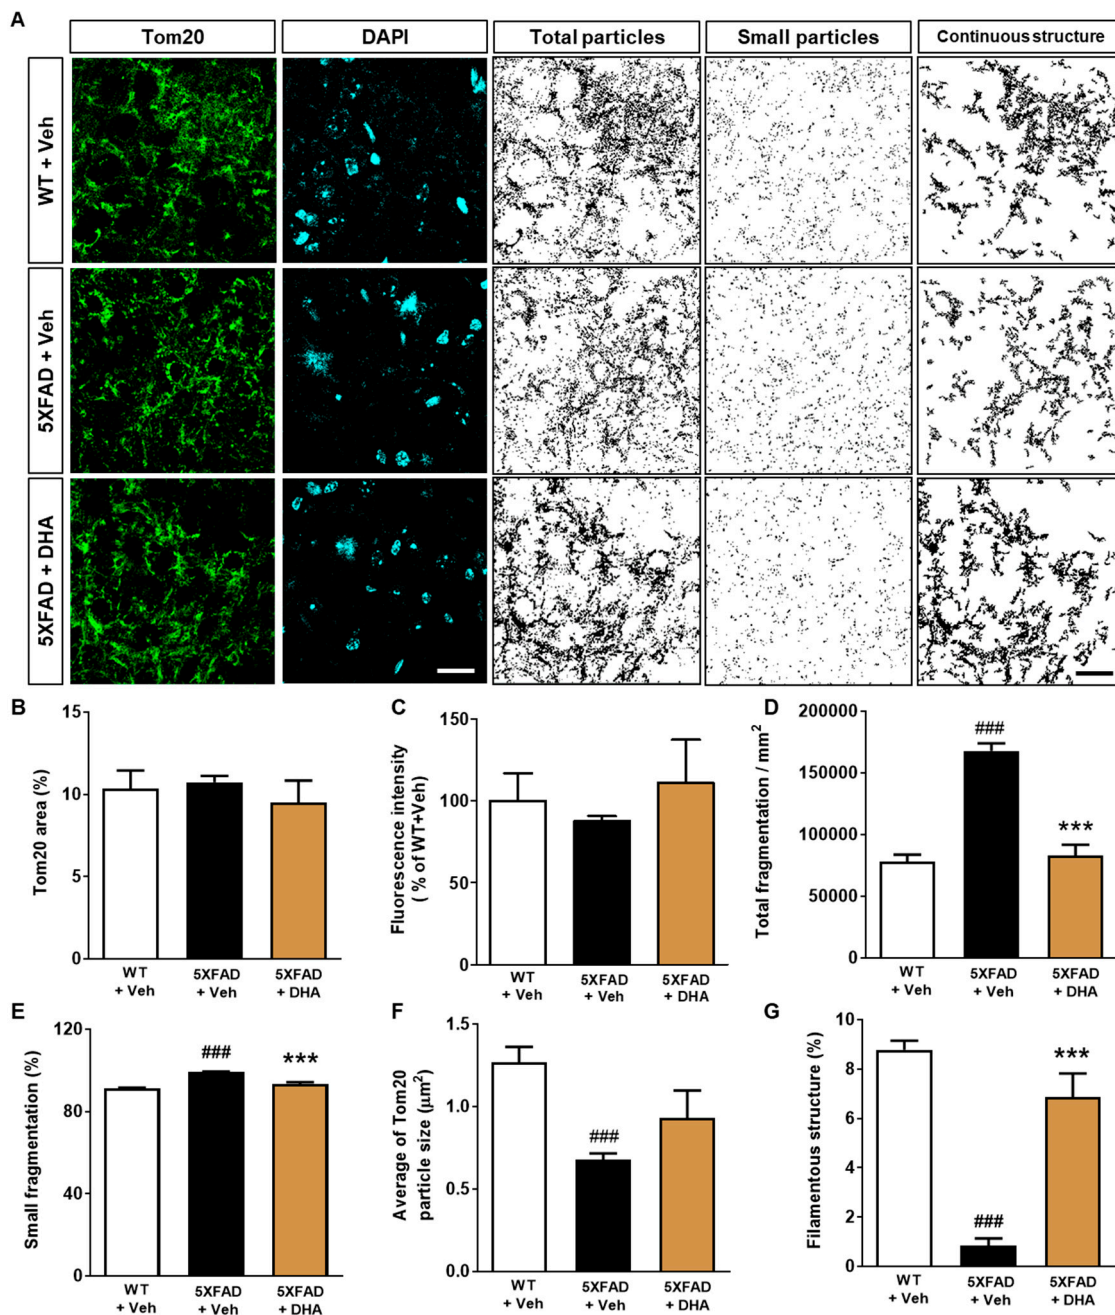 A
Tom20
DAPI
Total particles
Small particles
Continuous structure
WT + Veh
5XFAD + Veh
5XFAD + DHA
B
Tom20 area (%)
15
10
5
0
WT
+ Veh
5XFAD
+ Veh
5XFAD
+ DHA
C
Fluorescence intensity
( % of WT+Veh)
150
100
50
0
WT
+ Veh
5XFAD
+ Veh
5XFAD
+ DHA
D
Total fragmentation / mm²
200000
150000
100000
50000
0
###
***
WT
+ Veh
5XFAD
+ Veh
5XFAD
+ DHA
E
Small fragmentation (%)
120
80
40
0
###
***
WT
+ Veh
5XFAD
+ Veh
5XFAD
+ DHA
F
Average of Tom20
particle size (μm²)
1.5
1.0
0.5
0.0
###
WT
+ Veh
5XFAD
+ Veh
5XFAD
+ DHA
G
Filamentous structure (%)
10
8
6
4
2
0
###
***
WT
+ Veh
5XFAD
+ Veh
5XFAD
+ DHA